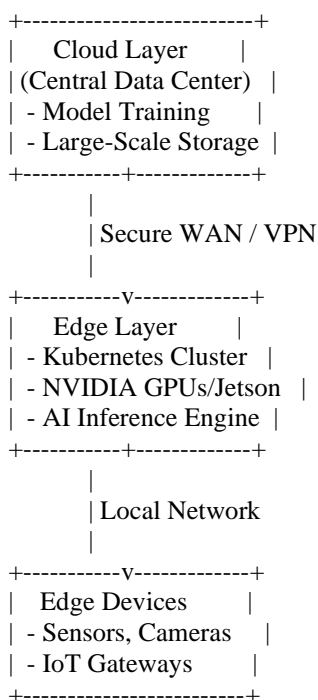 Cloud Layer
(Central Data Center)
- Model Training
- Large-Scale Storage
Secure WAN / VPN
Edge Layer
- Kubernetes Cluster
- NVIDIA GPUs/Jetson
- AI Inference Engine
Local Network
Edge Devices
- Sensors, Cameras
- IoT Gateways